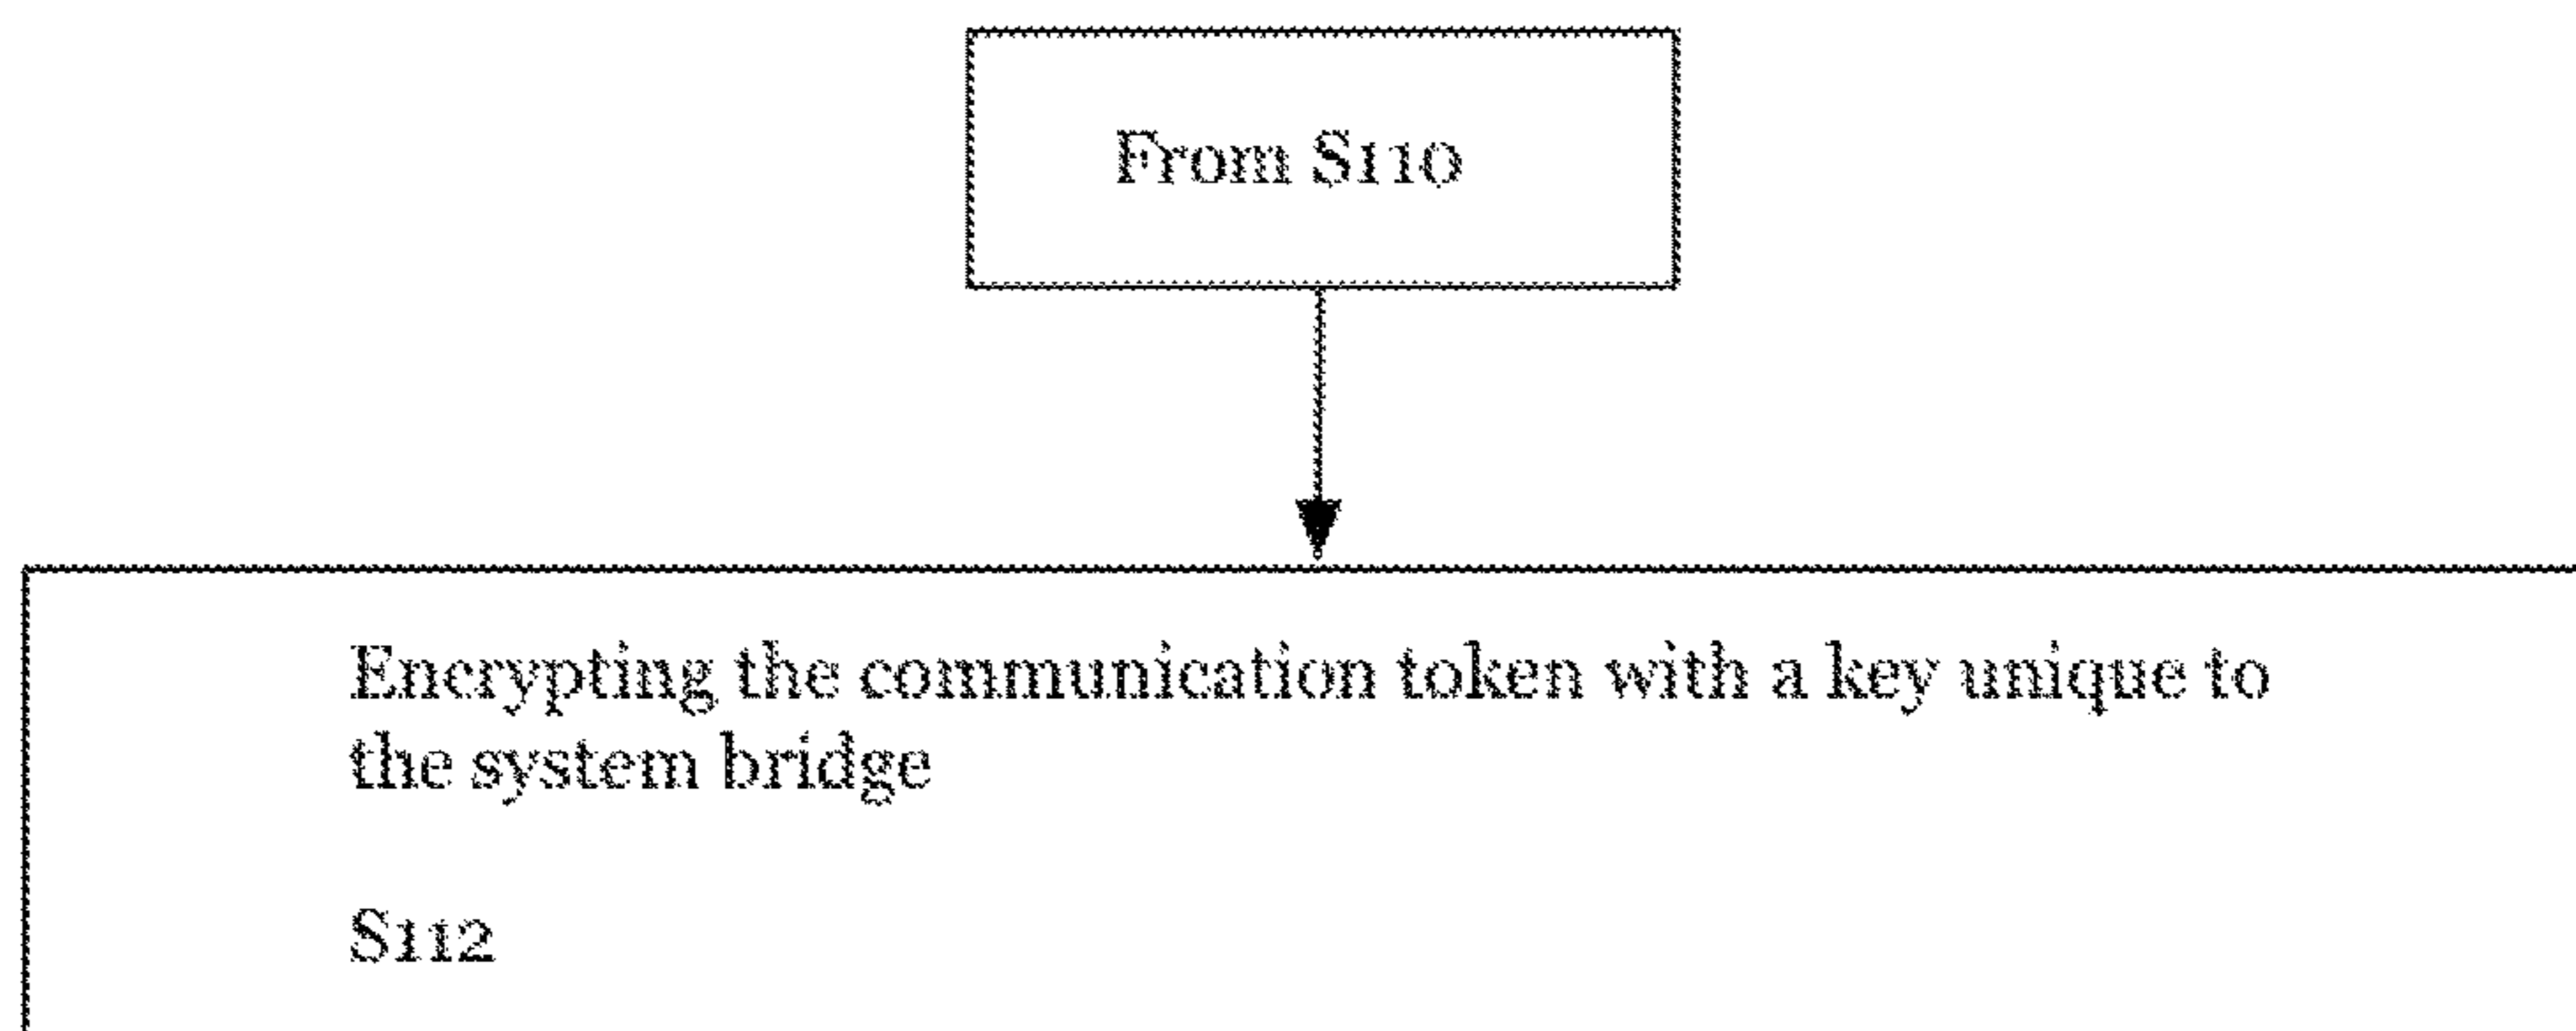 From S110
Encrypting the communication token with a key unique to
the system bridge
S112